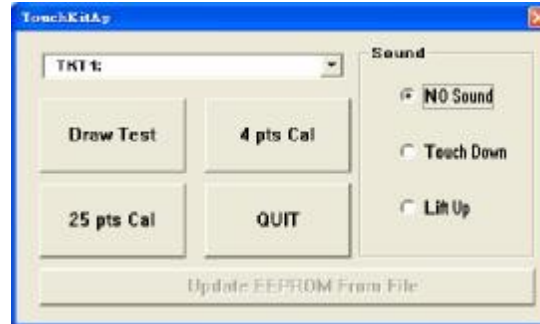 TouchKitAp
TKT1:
Draw Test
4 pts Cal
25 pts Cal
QUIT
Sound
NO Sound
Touch Down
Lift Up
Update EEPROM From File